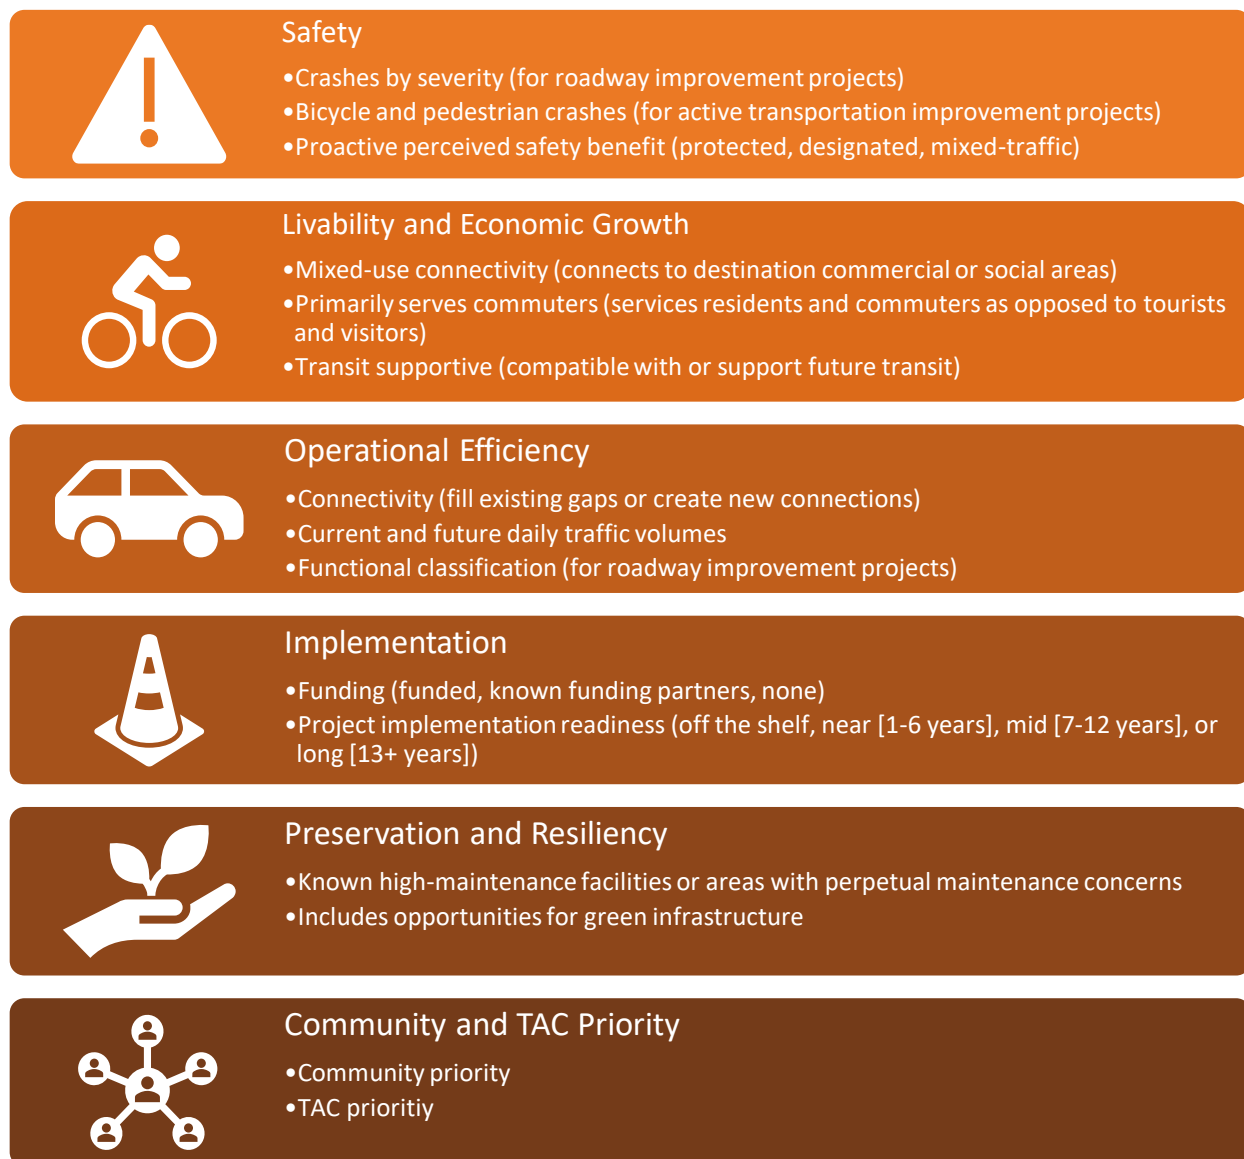 Safety
•Crashes by severity (for roadway improvement projects)
•Bicycle and pedestrian crashes (for active transportation improvement projects)
•Proactive perceived safety benefit (protected, designated, mixed-traffic)
Livability and Economic Growth
•Mixed-use connectivity (connects to destination commercial or social areas)
•Primarily serves commuters (services residents and commuters as opposed to tourists
and visitors)
•Transit supportive (compatible with or support future transit)
Operational Efficiency
•Connectivity (fill existing gaps or create new connections)
•Current and future daily traffic volumes
•Functional classification (for roadway improvement projects)
Implementation
•Funding (funded, known funding partners, none)
•Project implementation readiness (off the shelf, near [1-6 years], mid [7-12 years], or
long [13+ years])
Preservation and Resiliency
•Known high-maintenance facilities or areas with perpetual maintenance concerns
•Includes opportunities for green infrastructure
Community and TAC Priority
•Community priority
•TAC prioritiy